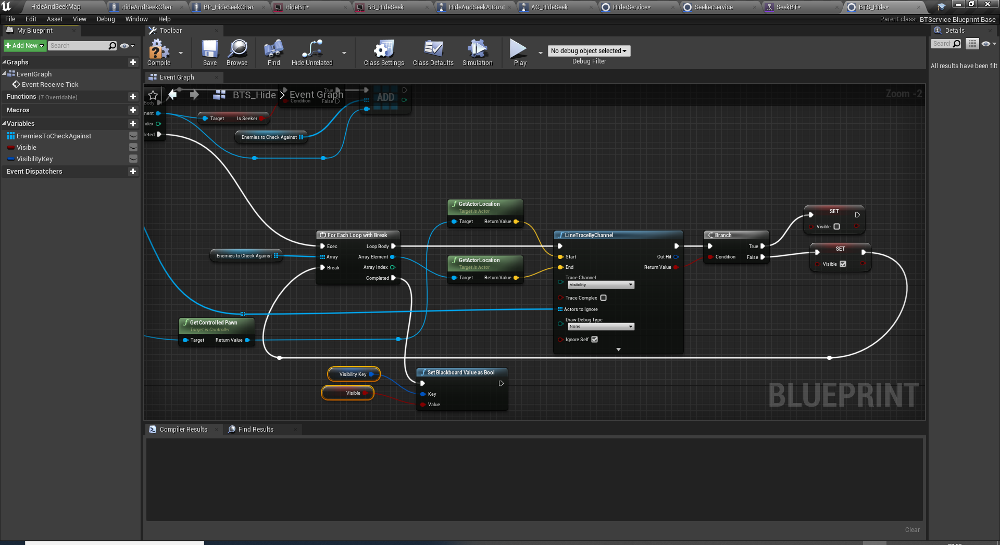 HideAndSeekMap
HideAndSeekChar
BP_HideSeekChar
HideBT*
BB_HideSeek
HideAndSeekAICont
AC_HideSeek
HiderService*
SeekerService
SeekBT*
BTS_Hide*
File Edit Asset View Debug Window Help
Parent class: BTService Blueprint Base
My Blueprint
Toolbar
Details
Add New
Search
Compile
Save
Browse
Find
Hide Unrelated
Class Settings
Class Defaults
Simulation
Play
No debug object selected
Debug Filter
Search
All results have been filt
Graphs
EventGraph
Event Receive Tick
Functions (7 Overridable)
Macros
Variables
EnemiesToCheckAgainst
Visible
VisibilityKey
Event Dispatchers
Event Graph
BTS_Hide > Event Graph
Zoom -2
Body
ment
ndex
leted
True
Condition
False
ADD
Target
Is Seeker
Enemies to Check Against
GetActorLocation
Target is Actor
Target
Return Value
For Each Loop with Break
Exec
Loop Body
Array
Array Element
Array Index
Break
Completed
Enemies to Check Against
GetActorLocation
Target is Actor
Target
Return Value
LineTraceByChannel
Start
Out Hit
End
Return Value
Trace Channel
Visibility
Trace Complex
Actors to Ignore
Draw Debug Type
None
Ignore Self
Branch
True
Condition
False
SET
Visible
SET
Visible
Get Controlled Pawn
Target is Controller
Target
Return Value
Visibility Key
Visible
Set Blackboard Value as Bool
Key
Value
BLUEPRINT
Compiler Results
Find Results
Clear